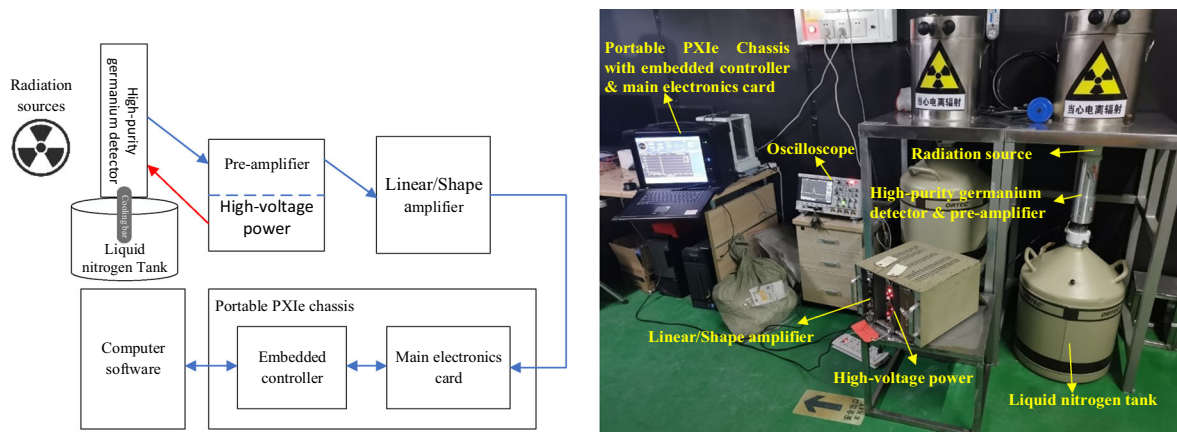 Radiation
sources
High-purity
germanium detector
Cooling bar
Liquid
nitrogen Tank
Pre-amplifier
High-voltage
power
Linear/Shape
amplifier
Portable PXIe chassis
Computer
software
Embedded
controller
Main electronics
card
Portable PXIe Chassis
with embedded controller
& main electronics card
Oscilloscope
当心电离辐射
当心电离辐射
Radiation source
High-purity germanium
detector & pre-amplifier
ORTEC
ORTEC
Linear/Shape amplifier
High-voltage power
Liquid nitrogen tank